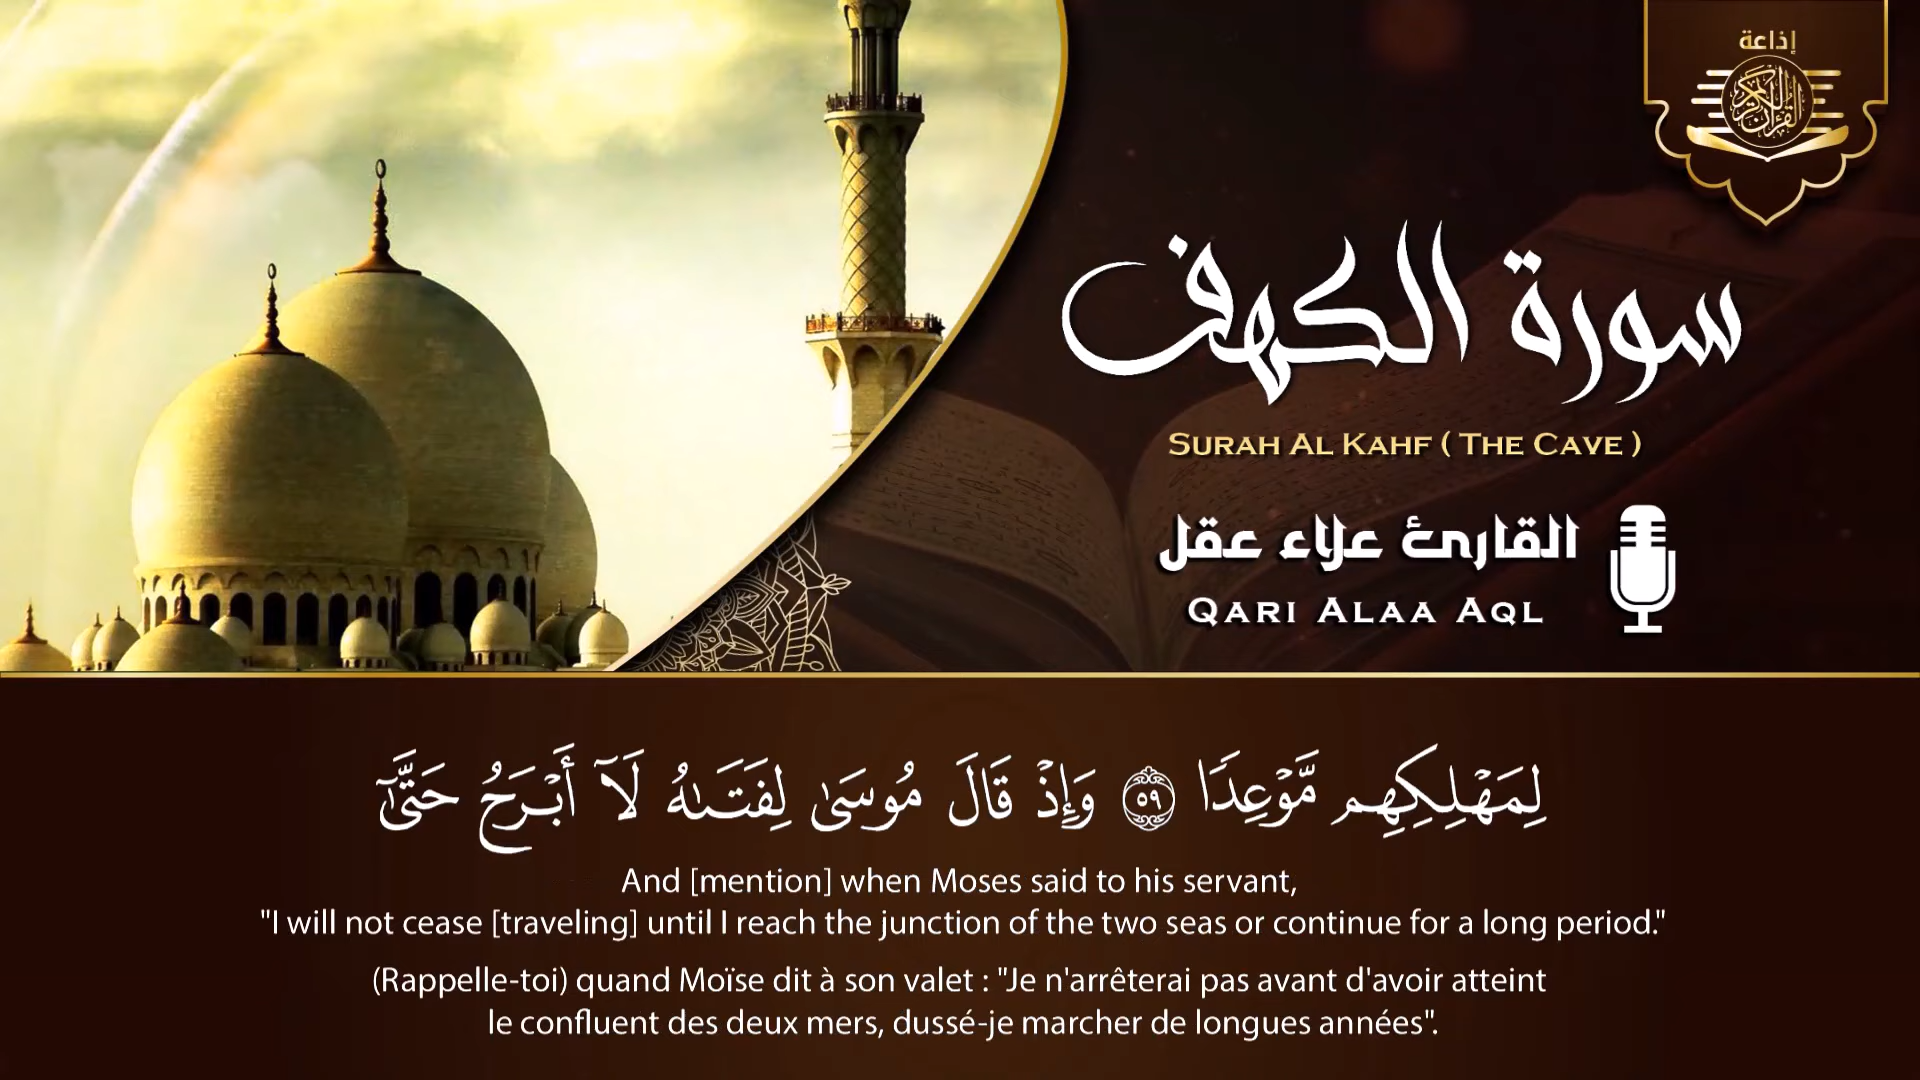 إذاعة
القرآن الكريم
سورة الكهف
SURAH AL KAHF ( THE CAVE )
القارئ علاء عقل
QARI ALAA AQL
لِمَهْلِكِهِم مَّوْعِدًا ٥٩ وَإِذْ قَالَ مُوسَىٰ لِفَتَىٰهُ لَآ أَبْرَحُ حَتَّىٰٓ
And [mention] when Moses said to his servant,
"I will not cease [traveling] until I reach the junction of the two seas or continue for a long period."
(Rappelle-toi) quand Moïse dit à son valet : "Je n'arrêterai pas avant d'avoir atteint
le confluent des deux mers, dussé-je marcher de longues années".